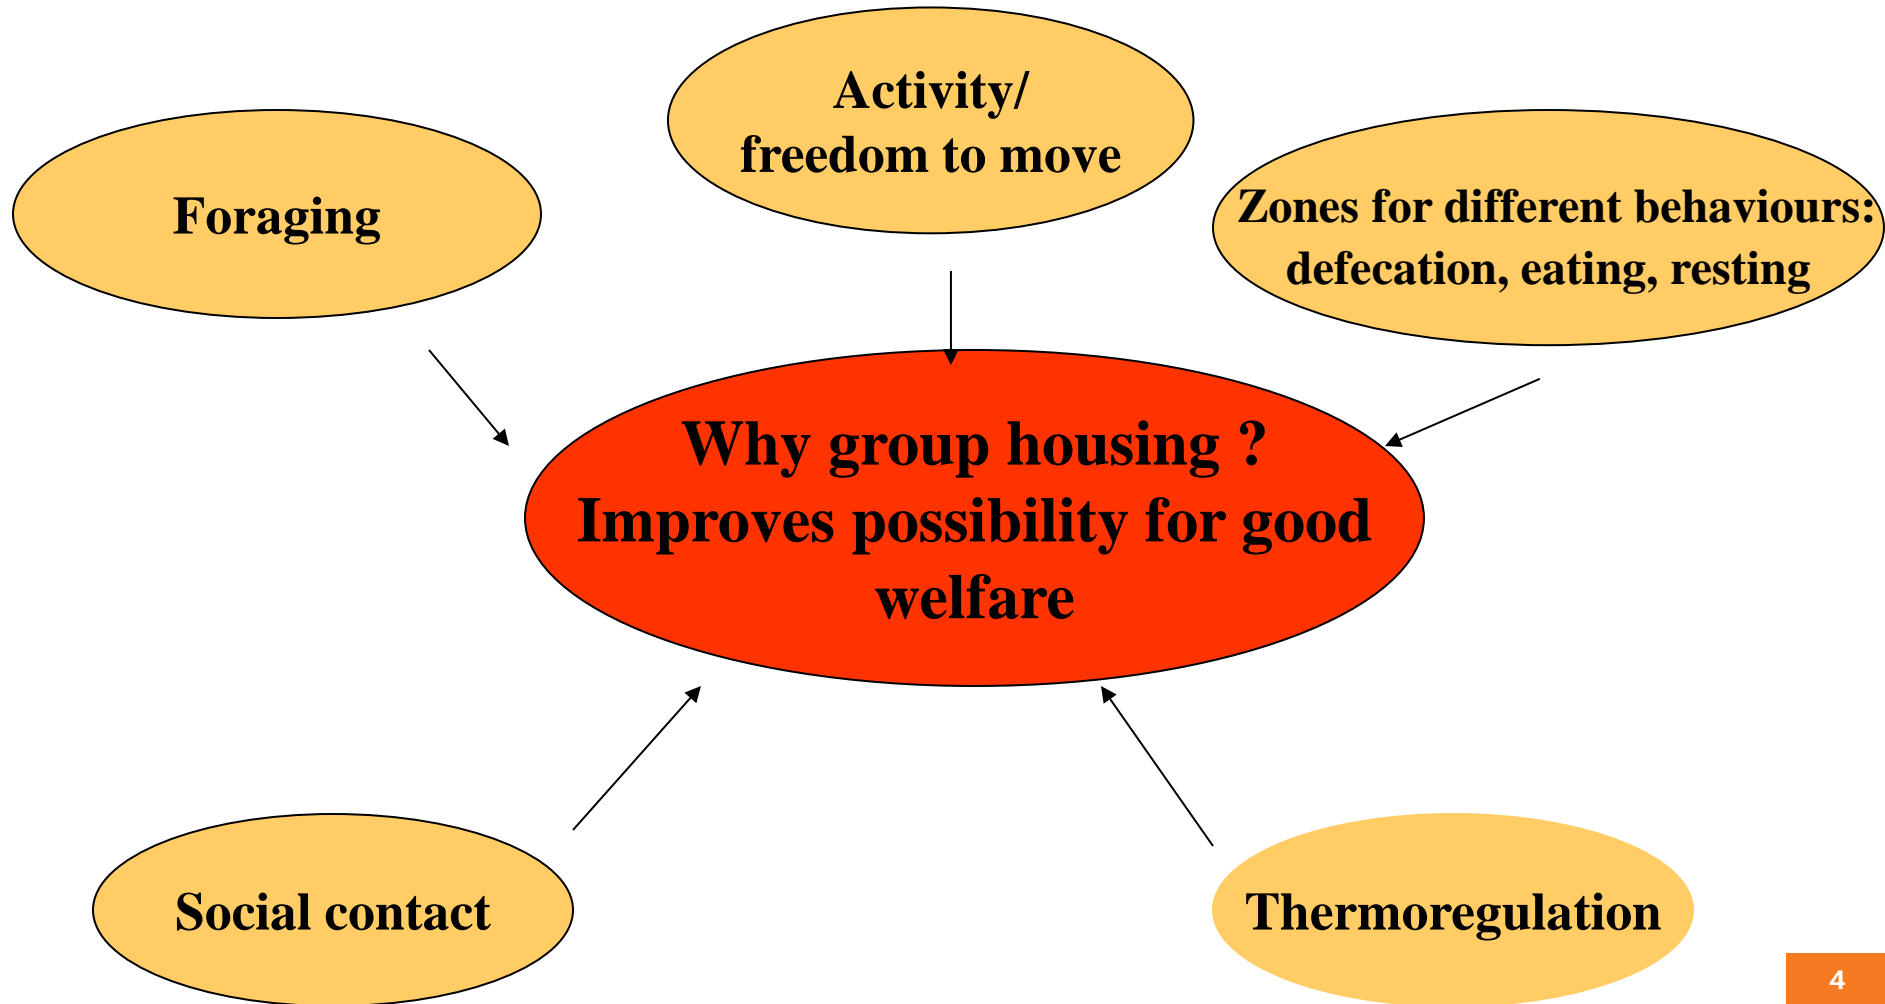 Activity/
freedom to move
Foraging
Zones for different behaviours:
defecation, eating, resting
Why group housing ?
Improves possibility for good
welfare
Social contact
Thermoregulation
4